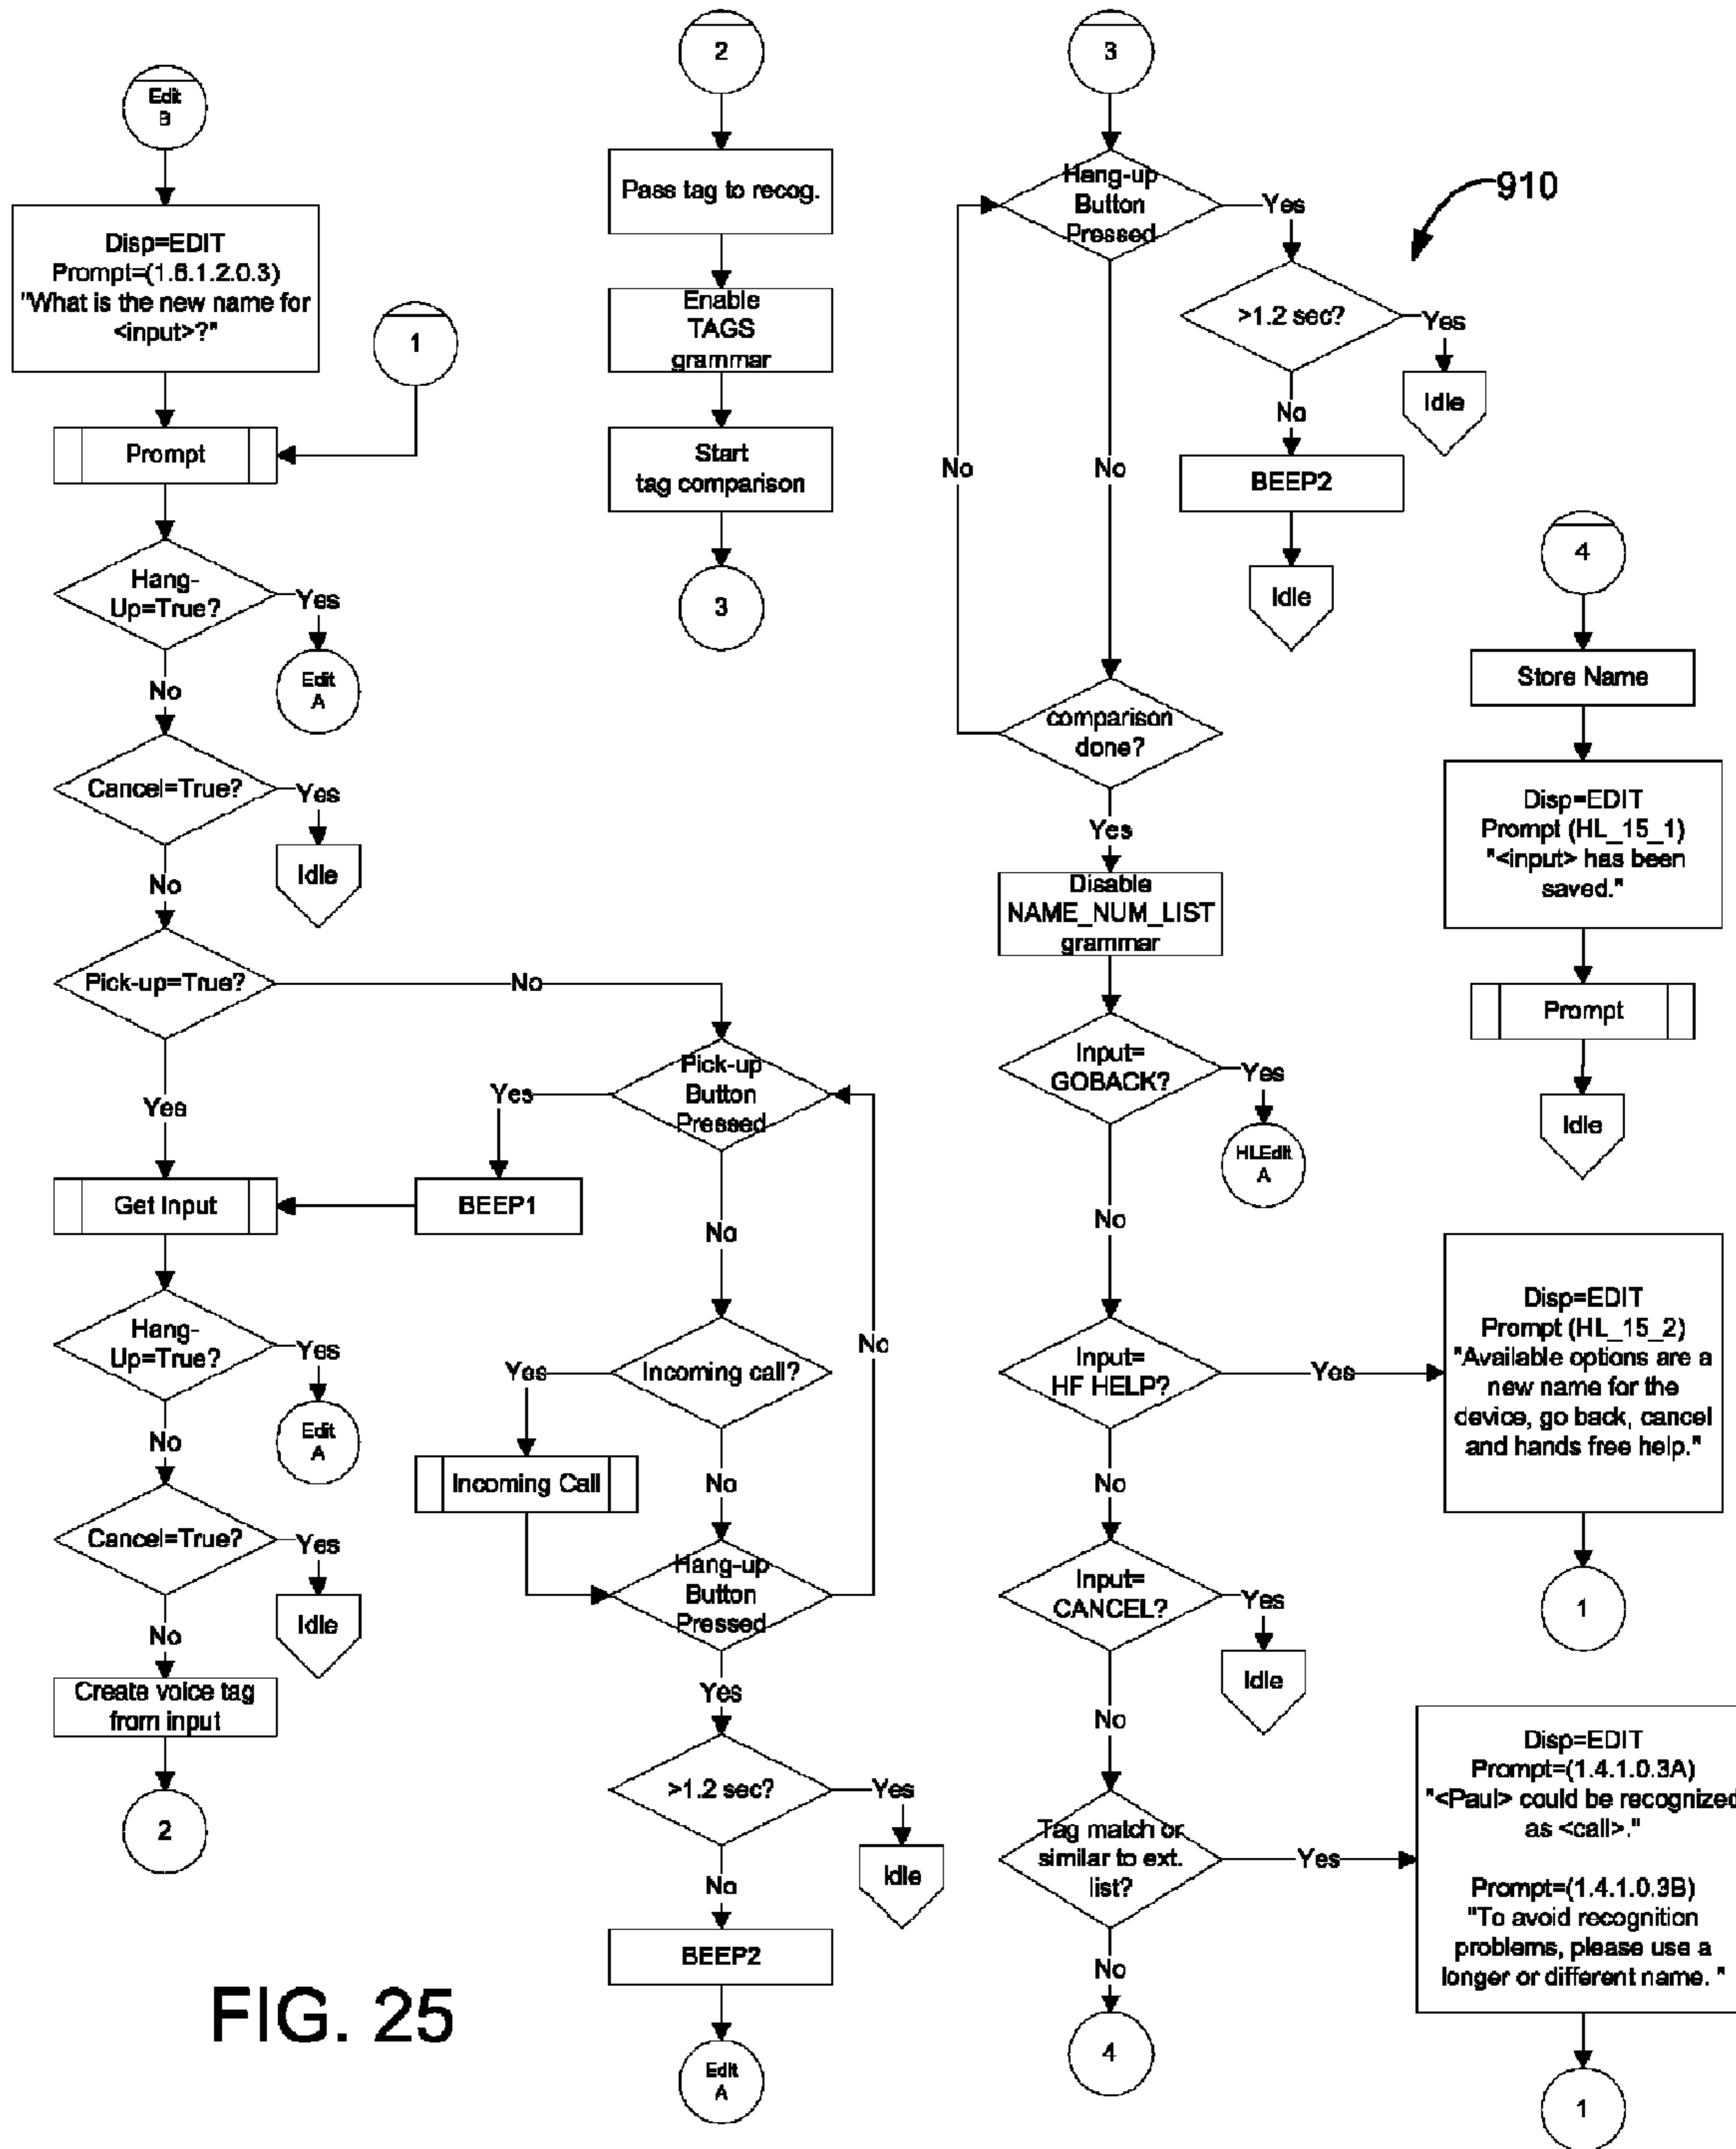 Edit
B
Disp=EDIT
Prompt=(1.6.1.2.0.3)
"What is the new name for
<input>?"
1
Prompt
Hang-
Up=True?
Yes
Edit
A
No
Cancel=True?
Yes
Idle
No
Pick-up=True?
No
Yes
Get Input
Hang-
Up=True?
Yes
Edit
A
No
Cancel=True?
Yes
Idle
No
Create voice tag
from input
2
2
Pass tag to recog.
Enable
TAGS
grammar
Start
tag comparison
3
Pick-up
Button
Pressed
Yes
BEEP1
No
Incoming call?
Yes
Incoming Call
No
Hang-up
Button
Pressed
No
Yes
>1.2 sec?
Yes
Idle
No
BEEP2
Edit
A
3
Hang-up
Button
Pressed
Yes
>1.2 sec?
Yes
Idle
No
BEEP2
Idle
No
No
comparison
done?
Yes
Disable
NAME_NUM_LIST
grammar
Input=
GOBACK?
Yes
HLEdit
A
No
Input=
HF HELP?
Yes
Disp=EDIT
Prompt (HL_15_2)
"Available options are a
new name for the
device, go back, cancel
and hands free help."
1
No
Input=
CANCEL?
Yes
Idle
No
Tag match or
similar to ext.
list?
Yes
Disp=EDIT
Prompt=(1.4.1.0.3A)
"<Paul> could be recognized
as <call>."
Prompt=(1.4.1.0.3B)
"To avoid recognition
problems, please use a
longer or different name. "
1
No
4
910
4
Store Name
Disp=EDIT
Prompt (HL_15_1)
"<input> has been
saved."
Prompt
Idle
FIG. 25